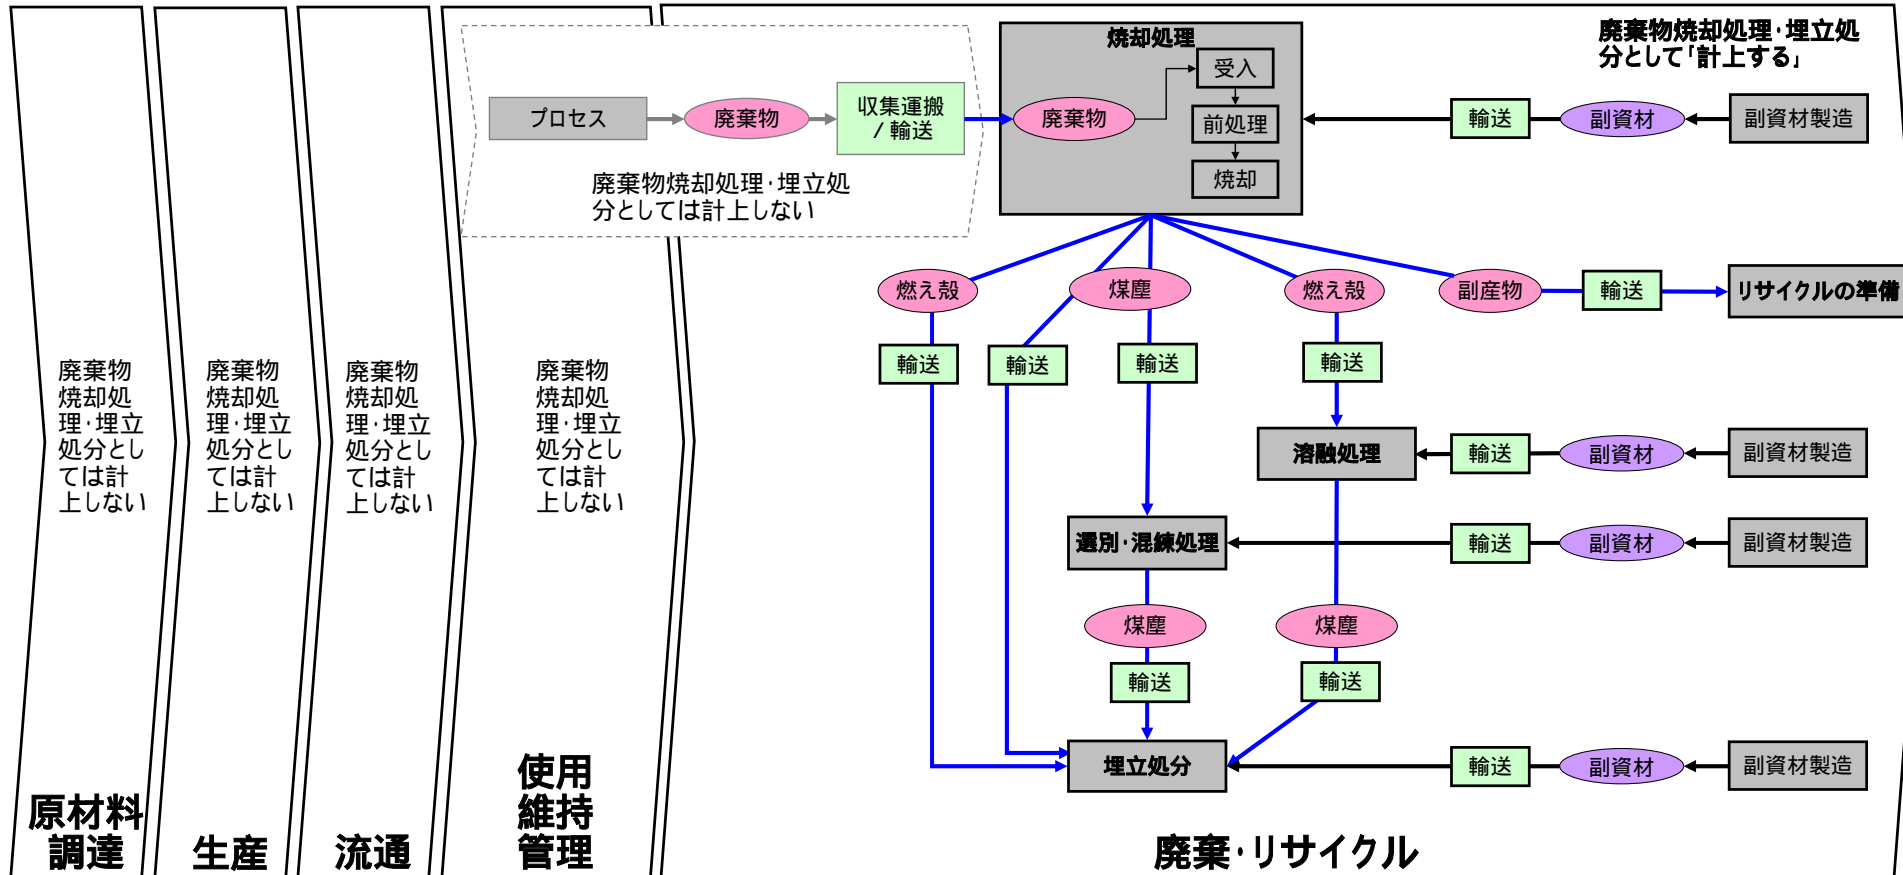 焼却処理
廃棄物焼却処理・埋立処
分として「計上する」
プロセス
廃棄物
収集運搬
/ 輸送
廃棄物
受入
前処理
焼却
輸送
副資材
副資材製造
廃棄物焼却処理・埋立処
分としては計上しない
燃え殻
煤塵
燃え殻
副産物
輸送
リサイクルの準備
輸送
輸送
輸送
輸送
廃棄物
焼却処
理・埋立
処分とし
ては計
上しない
廃棄物
焼却処
理・埋立
処分とし
ては計
上しない
廃棄物
焼却処
理・埋立
処分とし
ては計
上しない
廃棄物
焼却処
理・埋立
処分とし
ては計
上しない
溶融処理
輸送
副資材
副資材製造
選別・混練処理
輸送
副資材
副資材製造
煤塵
煤塵
輸送
輸送
埋立処分
輸送
副資材
副資材製造
原材料
調達
生産
流通
使用
維持
管理
廃棄・リサイクル